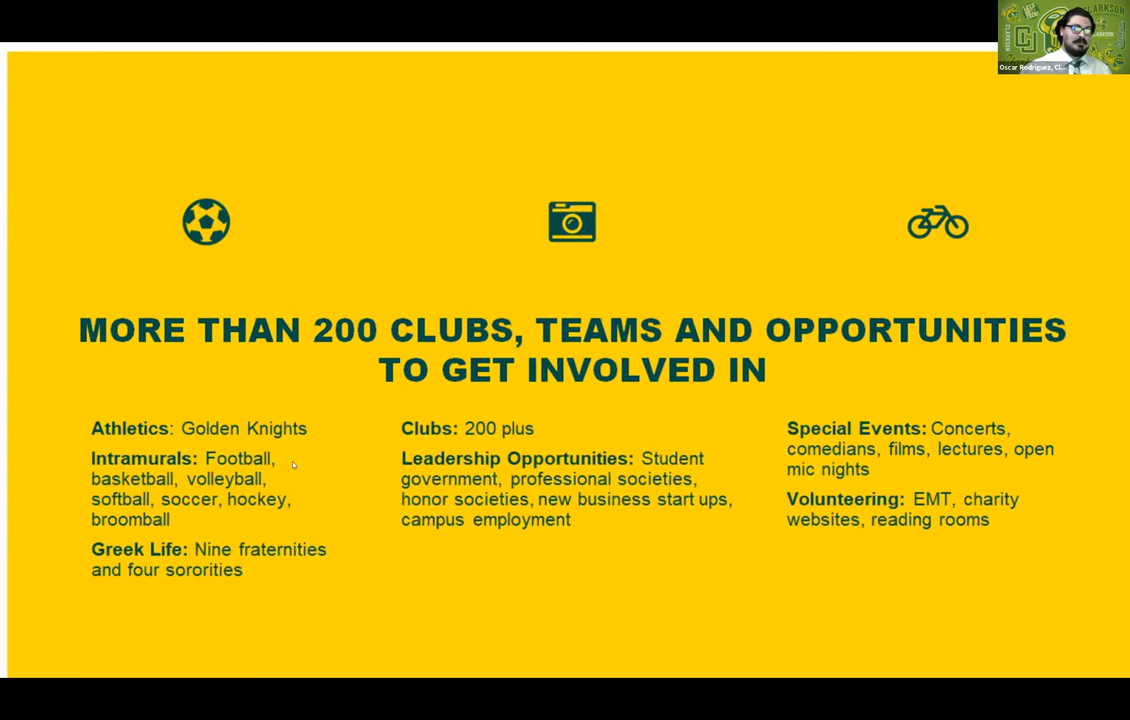 CLARKSON
Oscar Rodriguez, Cl...
MORE THAN 200 CLUBS, TEAMS AND OPPORTUNITIES
TO GET INVOLVED IN
Athletics: Golden Knights
Intramurals: Football,
basketball, volleyball,
softball, soccer, hockey,
broomball
Greek Life: Nine fraternities
and four sororities
Clubs: 200 plus
Leadership Opportunities: Student
government, professional societies,
honor societies, new business start ups,
campus employment
Special Events: Concerts,
comedians, films, lectures, open
mic nights
Volunteering: EMT, charity
websites, reading rooms